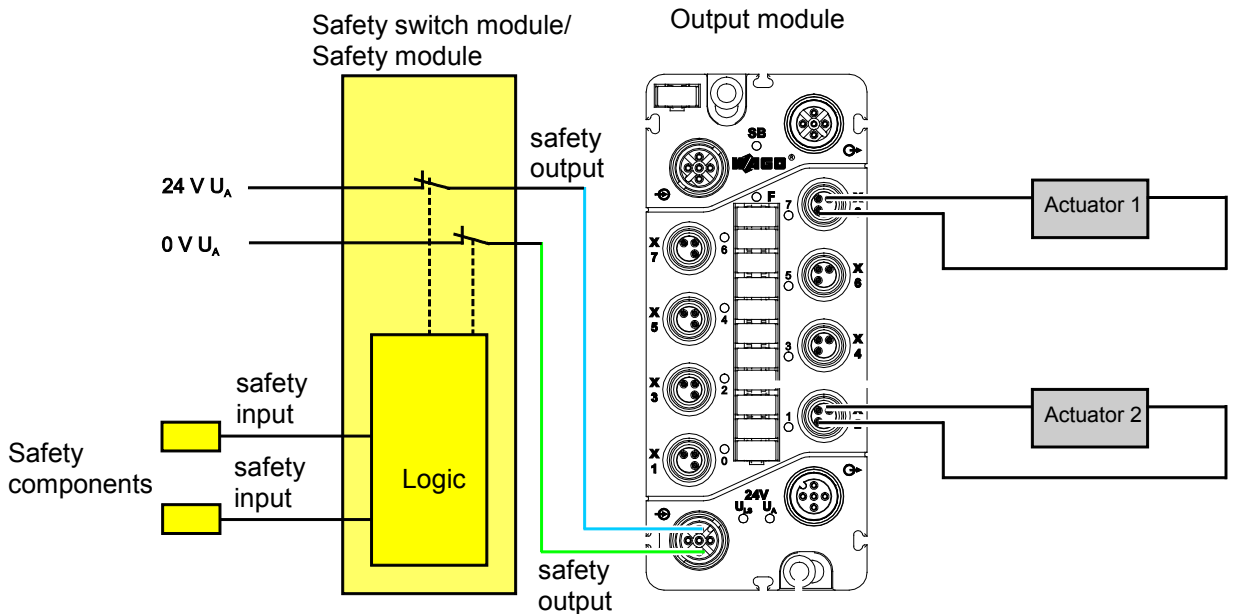 Safety switch module/
Safety module
Output module
safety
output
24 V U_A
0 V U_A
SB
WAGO®
F
7
X
7
6
5
X
6
X
5
4
3
X
4
X
3
2
1
X
1
0
24V
U_LS U_A
Actuator 1
Actuator 2
safety
input
safety
input
Safety
components
Logic
safety
output